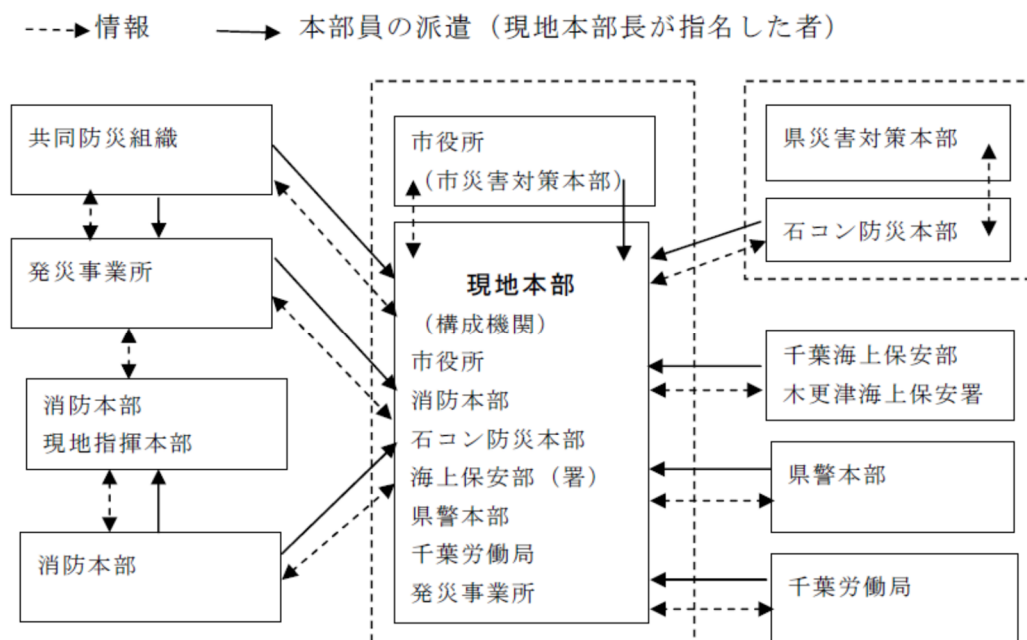 情報 本部員の派遣（現地本部長が指名した者）
共同防災組織
発災事業所
消防本部
現地指揮本部
消防本部
市役所
（市災害対策本部）
現地本部
（構成機関）
市役所
消防本部
石コン防災本部
海上保安部（署）
県警本部
千葉労働局
発災事業所
県災害対策本部
石コン防災本部
千葉海上保安部
木更津海上保安署
県警本部
千葉労働局